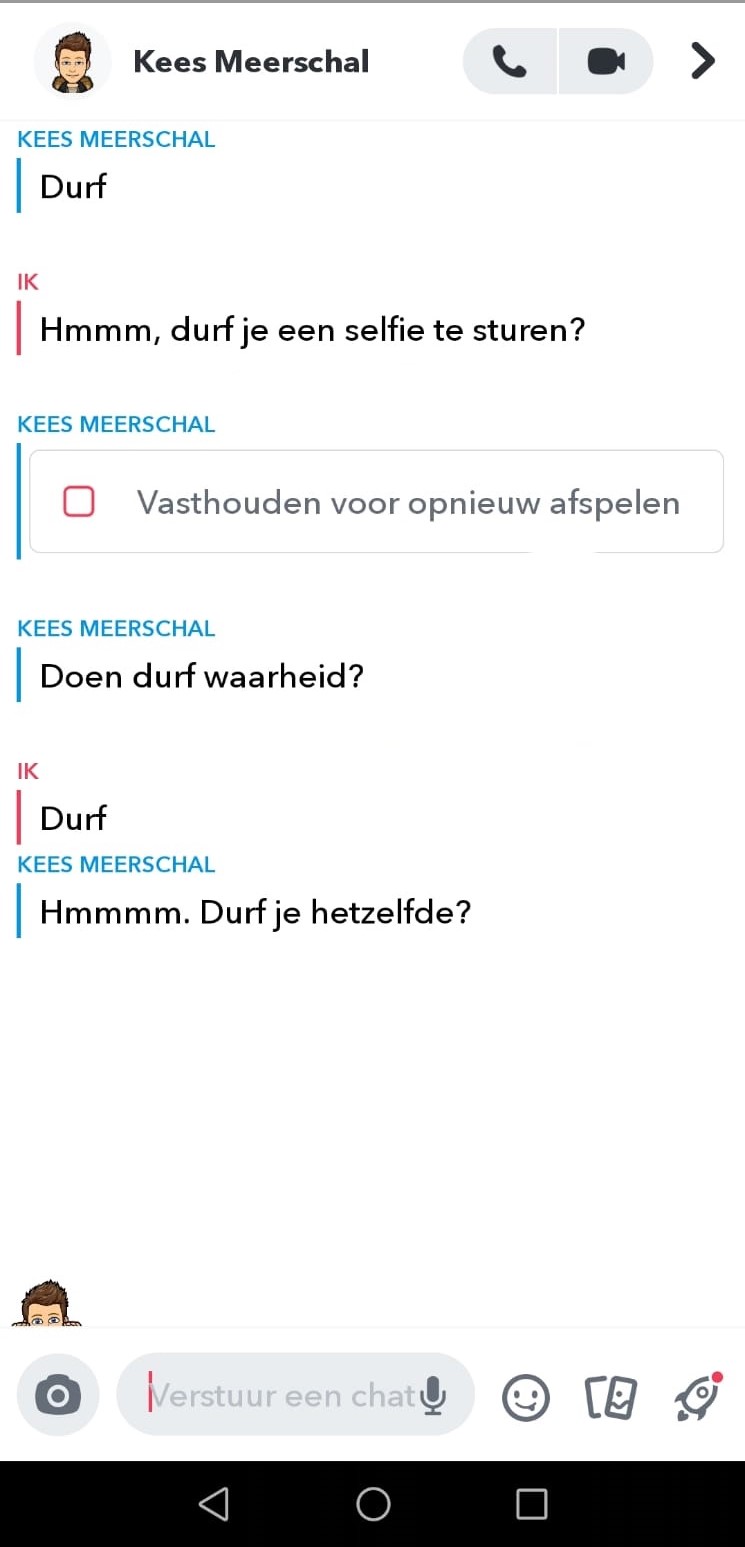 Kees Meerschal
KEES MEERSCHAL
Durf
IK
Hmmm, durf je een selfie te sturen?
KEES MEERSCHAL
Vasthouden voor opnieuw afspelen
KEES MEERSCHAL
Doen durf waarheid?
IK
Durf
KEES MEERSCHAL
Hmmmm. Durf je hetzelfde?
Verstuur een chat